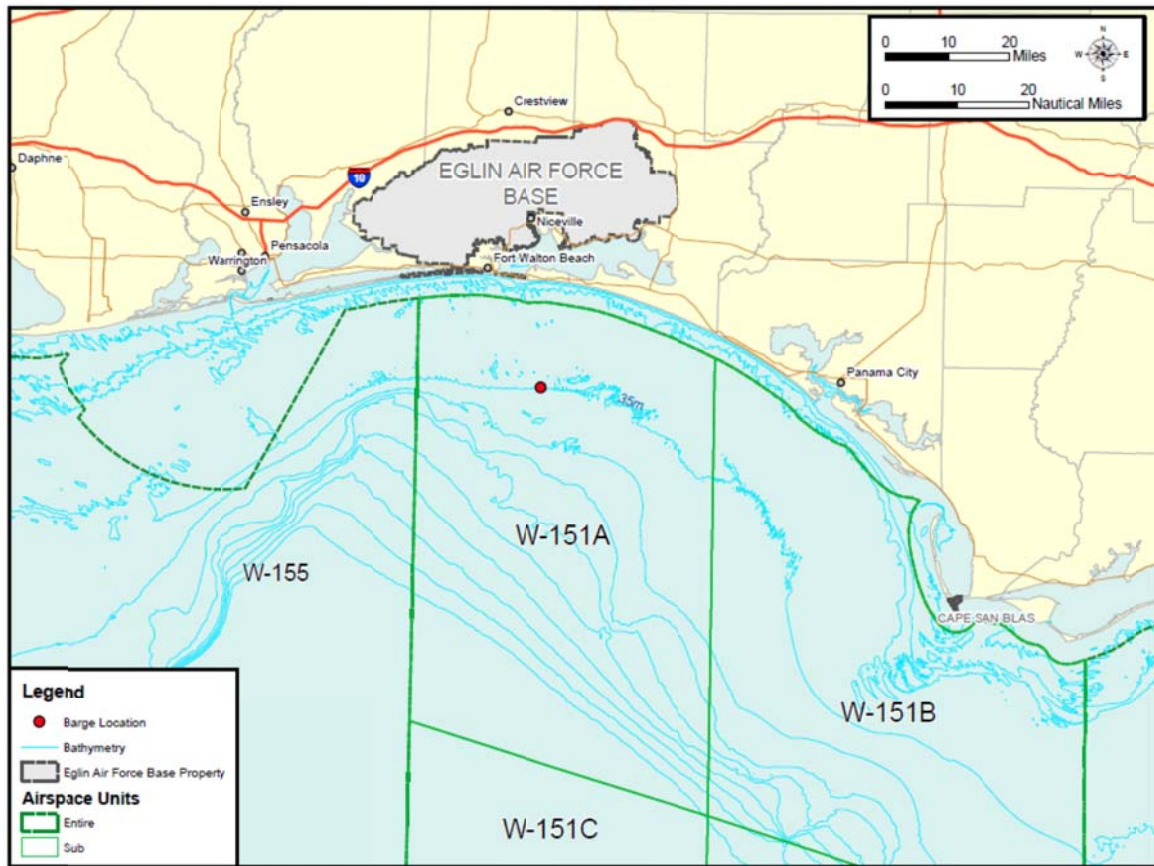 0 10 20
Miles
N
W E
S
0 10 20
Nautical Miles
Crestview
Daphne
EGLIN AIR FORCE
BASE
10
Ensley
Niceville
Pensacola
Warrington
Fort Walton Beach
Panama City
35m
W-151A
W-155
CAPE SAN BLAS
W-151B
W-151C
Legend
Barge Location
Bathymetry
Eglin Air Force Base Property
Airspace Units
Entire
Sub